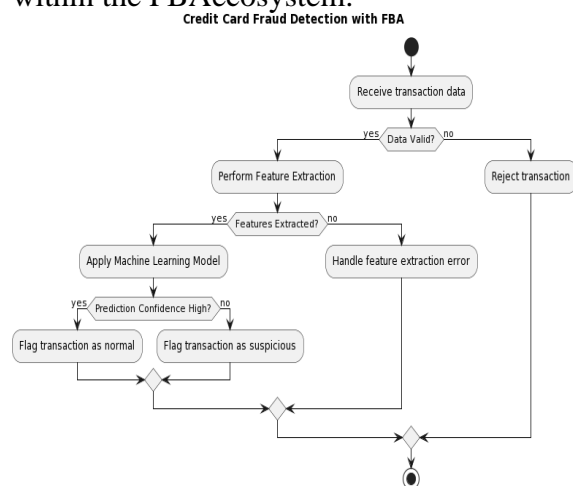 within the FBAecosystem.
Credit Card Fraud Detection with FBA
Receive transaction data
yes
Data Valid?
no
Perform Feature Extraction
Reject transaction
yes
Features Extracted?
no
Apply Machine Learning Model
Handle feature extraction error
yes
Prediction Confidence High?
no
Flag transaction as normal
Flag transaction as suspicious